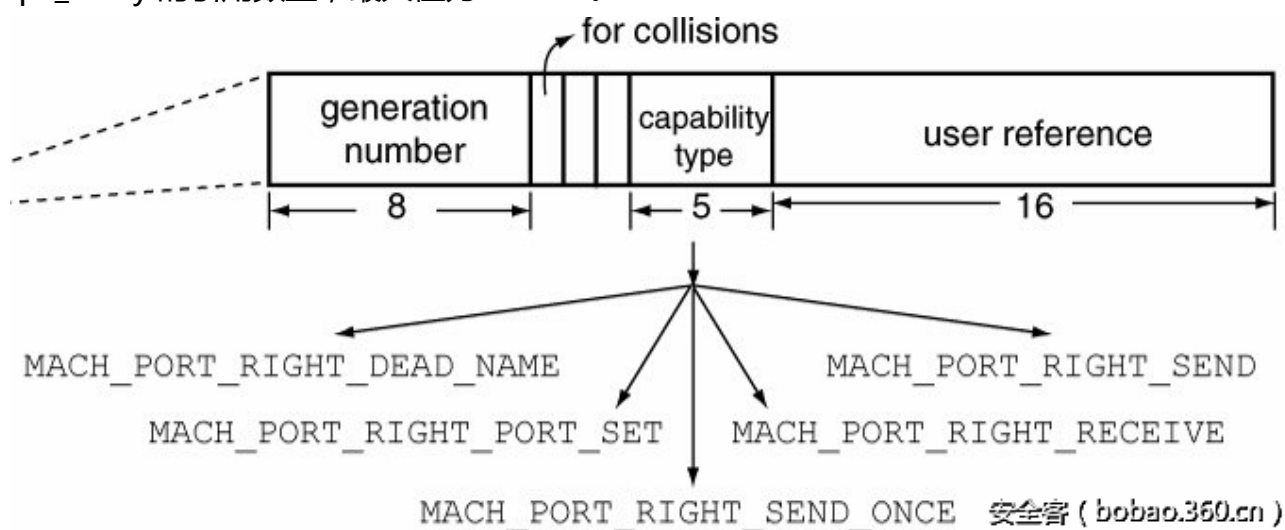 for collisions
generation
number
capability
type
user reference
8
5
16
MACH_PORT_RIGHT_DEAD_NAME
MACH_PORT_RIGHT_SEND
MACH_PORT_RIGHT_PORT_SET
MACH_PORT_RIGHT_RECEIVE
MACH_PORT_RIGHT_SEND_ONCE
安全客 ( bobao.360.cn )